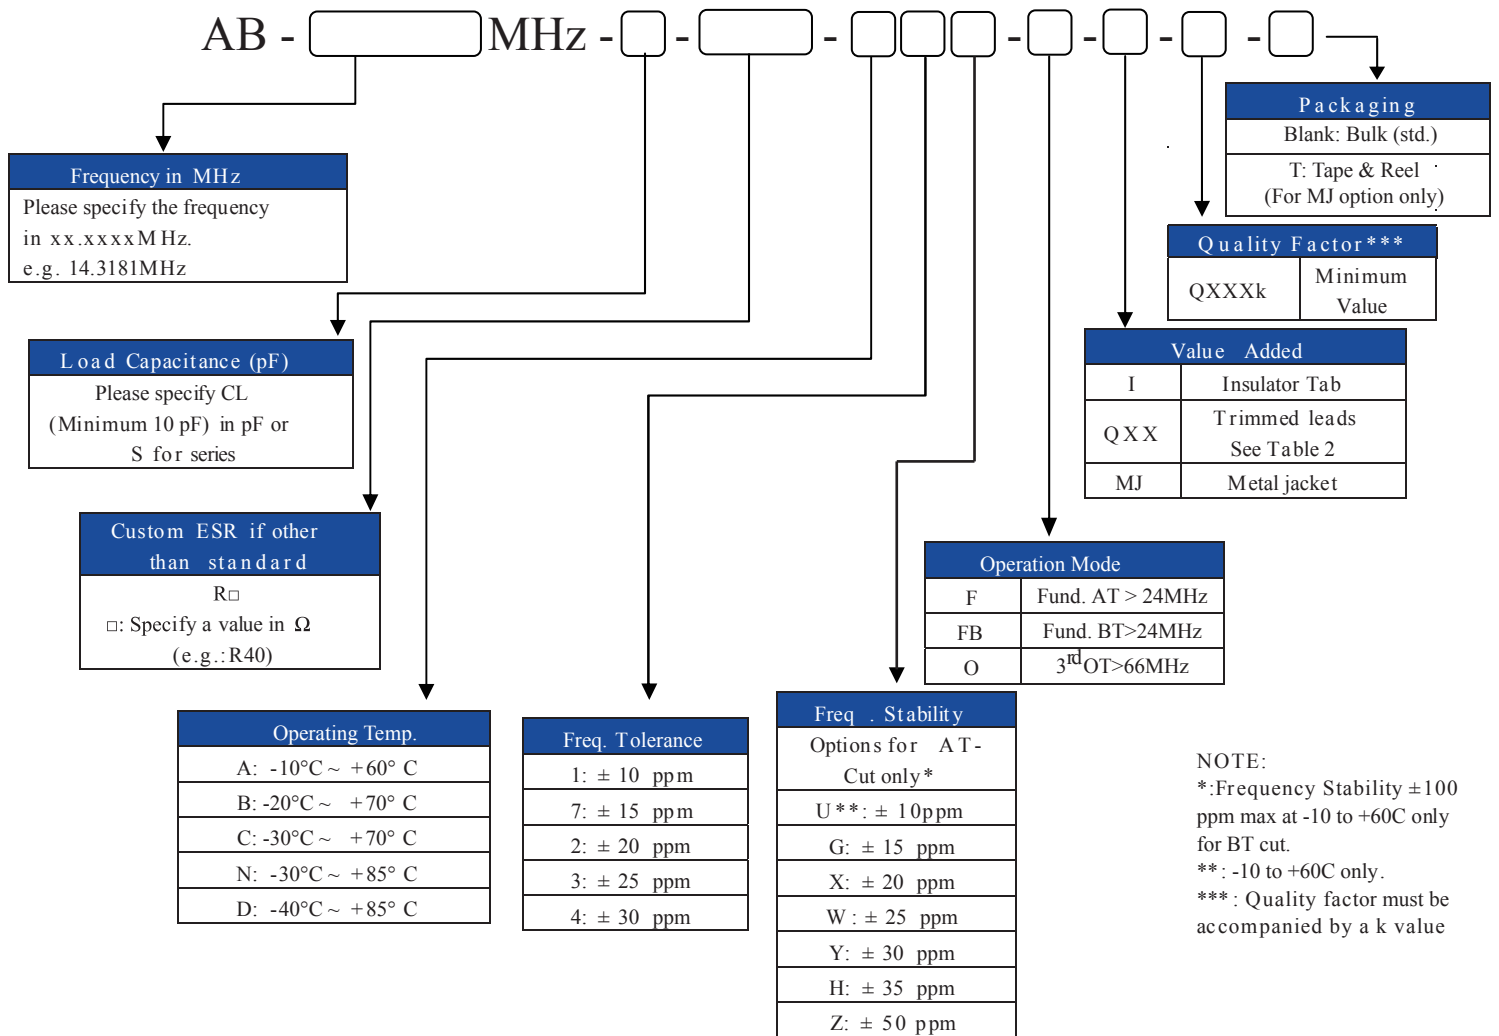 AB - MHz - - - - - - -
Packaging
Blank: Bulk (std.)
T: Tape & Reel
(For MJ option only)
Frequency in MHz
Please specify the frequency
in xx.xxxxMHz.
e.g. 14.3181MHz
Quality Factor***
QXXXk
Minimum
Value
Load Capacitance (pF)
Please specify CL
(Minimum 10 pF) in pF or
S for series
Value Added
I
Insulator Tab
QXX
Trimmed leads
See Table 2
MJ
Metal jacket
Custom ESR if other
than standard
R□
□: Specify a value in Ω
(e.g.:R40)
Operation Mode
F
Fund. AT > 24MHz
FB
Fund. BT>24MHz
O
3rd OT>66MHz
Operating Temp.
A: -10°C ~ +60° C
B: -20°C ~ +70° C
C: -30°C ~ +70° C
N: -30°C ~ +85° C
D: -40°C ~ +85° C
Freq. Tolerance
1: ± 10 ppm
7: ± 15 ppm
2: ± 20 ppm
3: ± 25 ppm
4: ± 30 ppm
Freq . Stability
Options for AT-
Cut only*
U**: ± 10ppm
G: ± 15 ppm
X: ± 20 ppm
W : ± 25 ppm
Y: ± 30 ppm
H: ± 35 ppm
Z: ± 50 ppm
NOTE:
*:Frequency Stability ±100
ppm max at -10 to +60C only
for BT cut.
**: -10 to +60C only.
***: Quality factor must be
accompanied by a k value